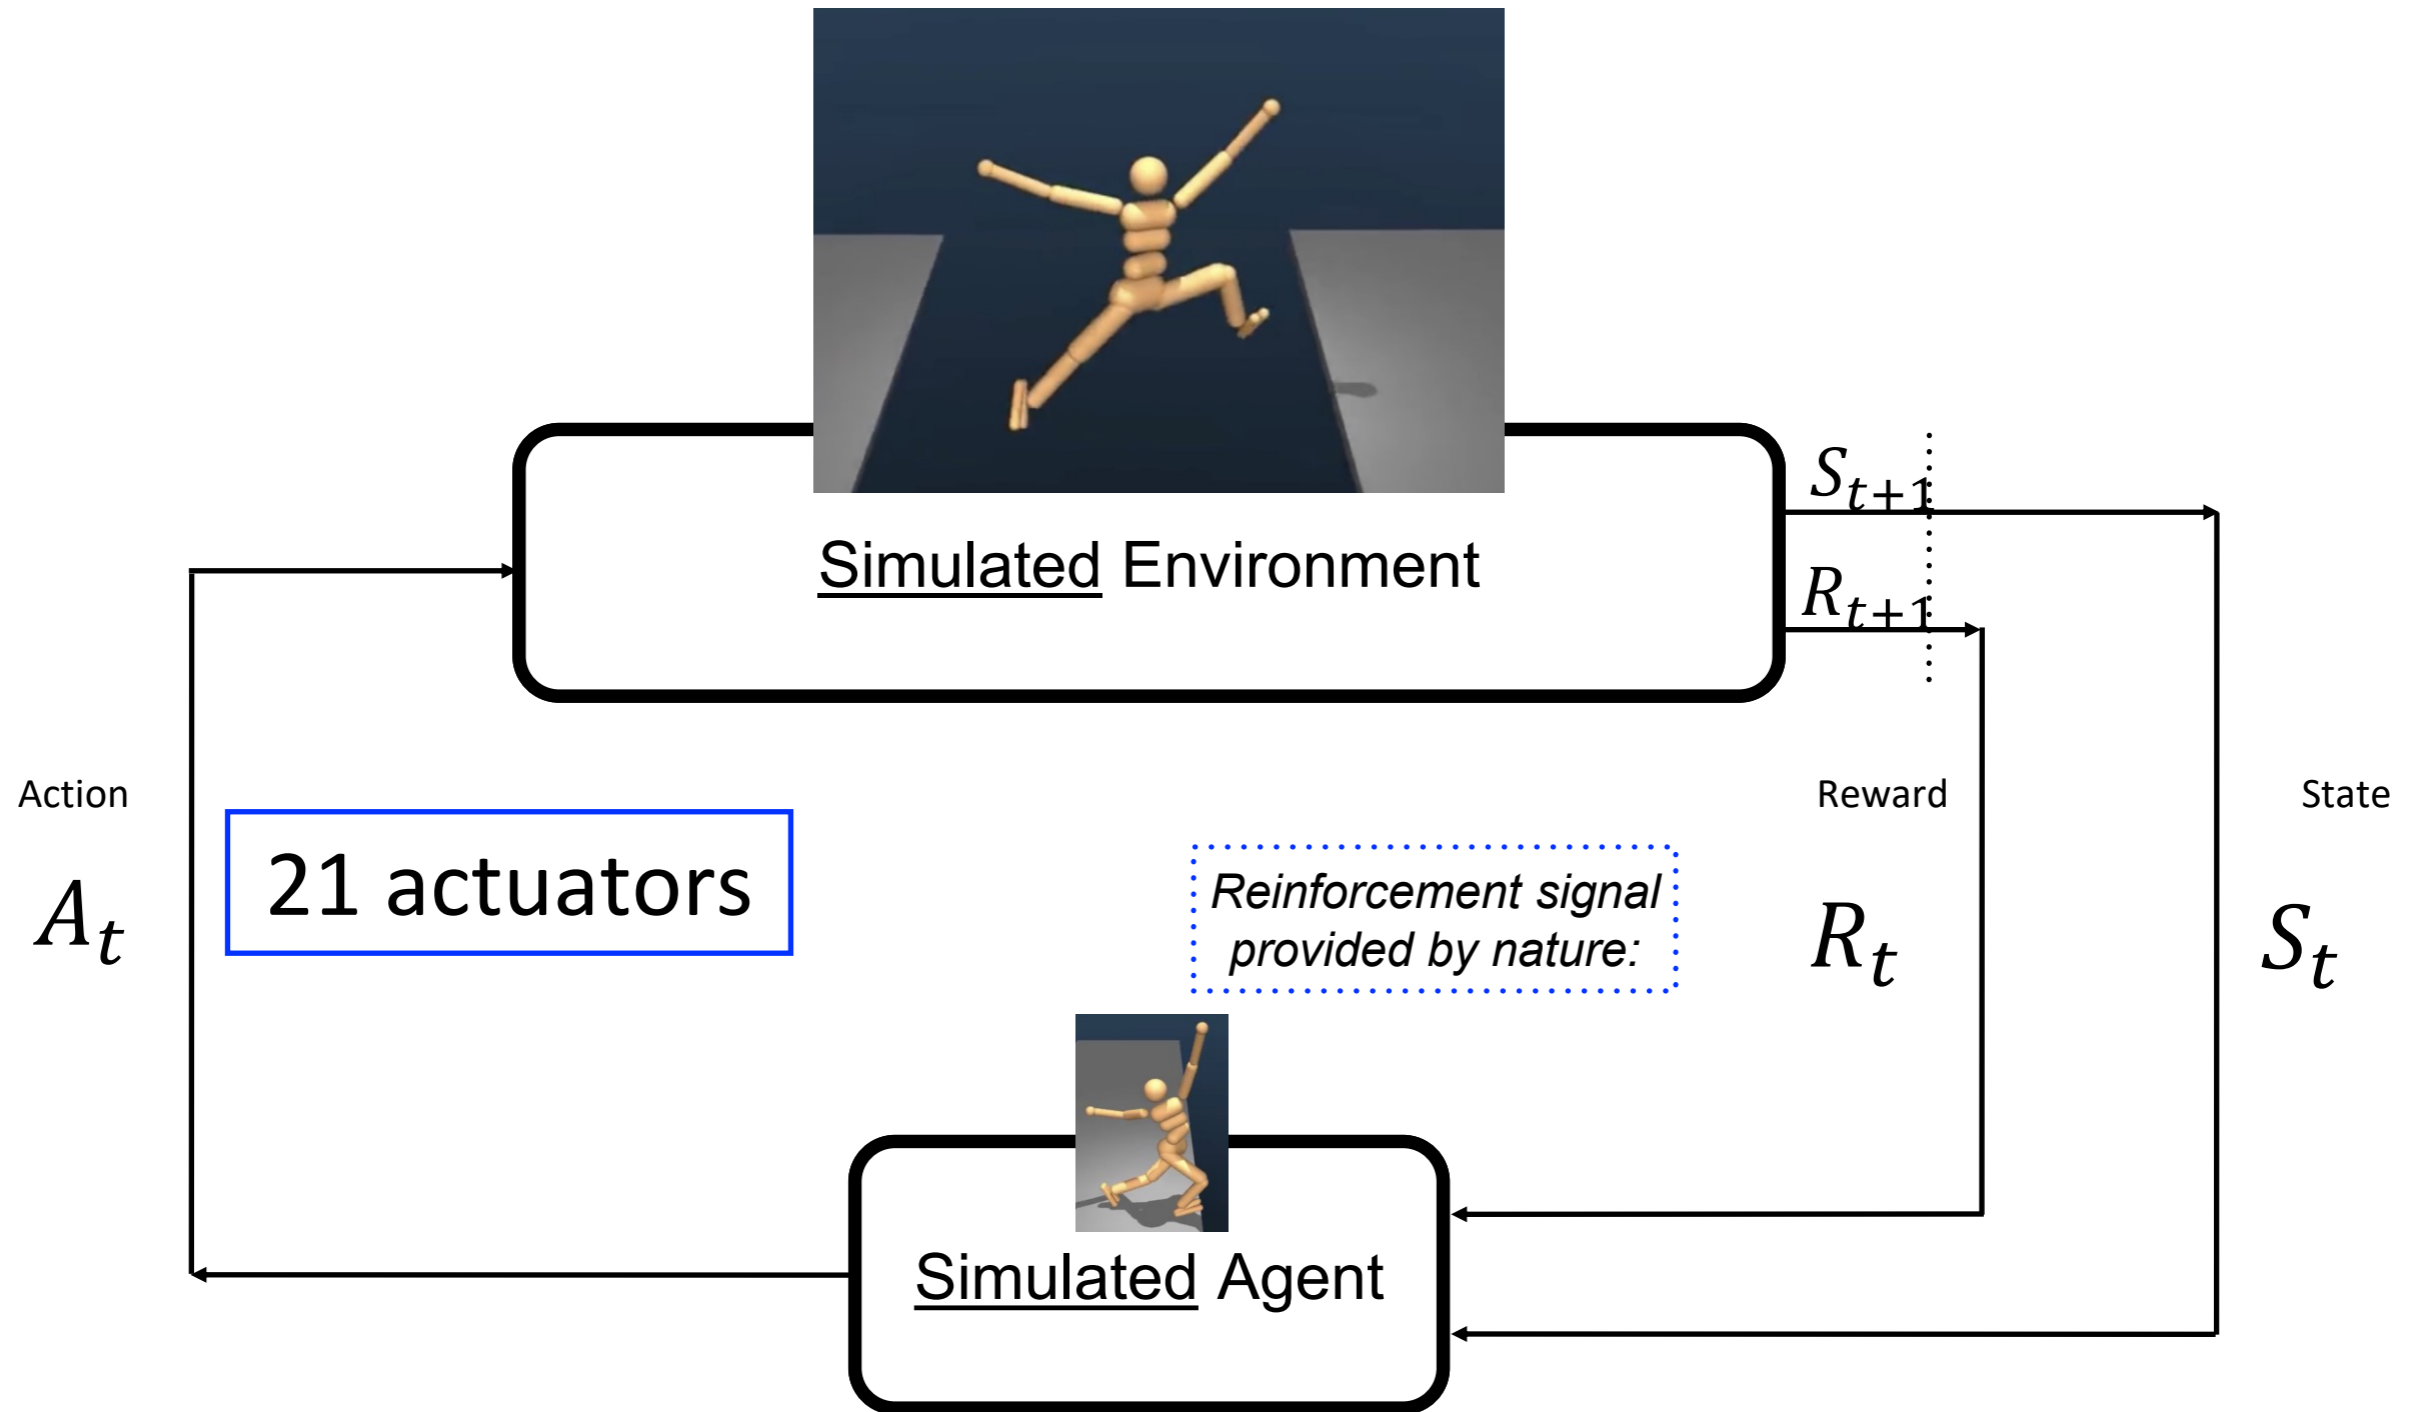 S_{t+1}
Simulated Environment
R_{t+1}
Action
Reward
State
21 actuators
Reinforcement signal
provided by nature:
A_t
R_t
S_t
Simulated Agent